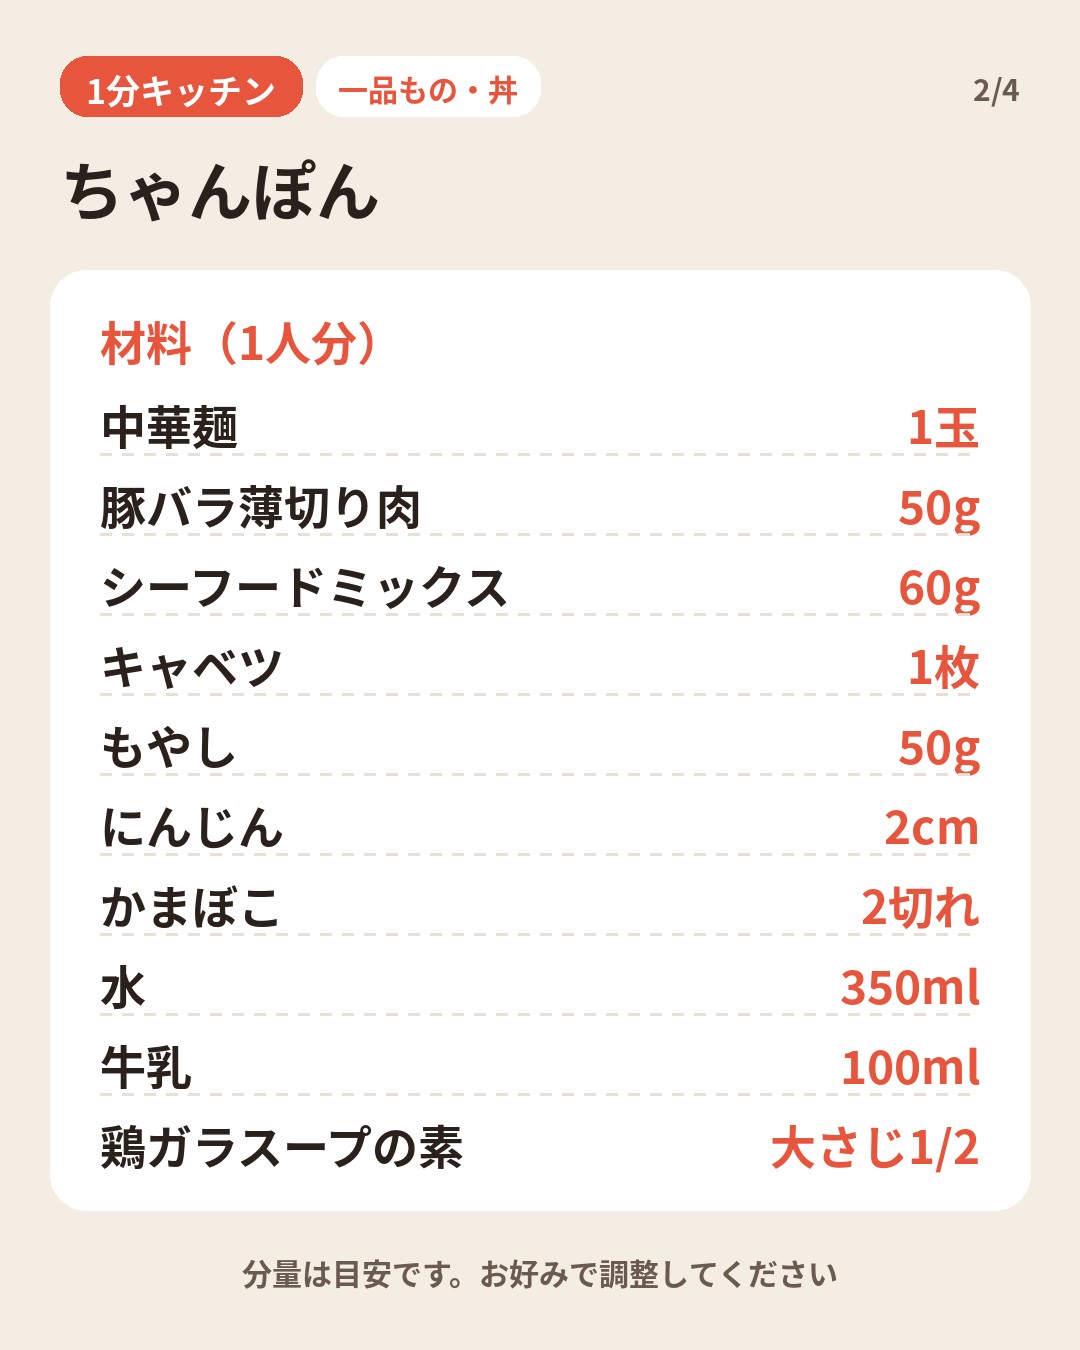 1分キッチン 一品もの・丼 2/4
ちゃんぽん
材料（1人分）
中華麺 1玉
豚バラ薄切り肉 50g
シーフードミックス 60g
キャベツ 1枚
もやし 50g
にんじん 2cm
かまぼこ 2切れ
水 350ml
牛乳 100ml
鶏ガラスープの素 大さじ1/2
分量は目安です。お好みで調整してください